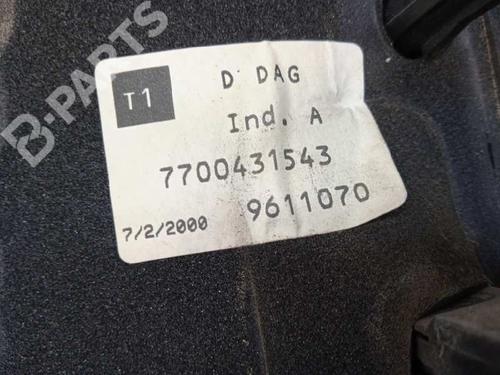 B-PARTS
T1
D DAG
Ind. A
7700431543
9611070
7/2/2000